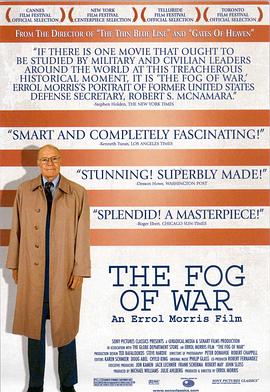 CANNES FILM FESTIVAL OFFICIAL SELECTION
NEW YORK FILM FESTIVAL CENTERPIECE SELECTION
TELLURIDE FILM FESTIVAL OFFICIAL SELECTION
TORONTO FILM FESTIVAL OFFICIAL SELECTION
FROM THE DIRECTOR OF "THE THIN BLUE LINE" AND "GATES OF HEAVEN"
"IF THERE IS ONE MOVIE THAT OUGHT TO
BE STUDIED BY MILITARY AND CIVILIAN LEADERS
AROUND THE WORLD AT THIS TREACHEROUS
HISTORICAL MOMENT, IT IS 'THE FOG OF WAR,'
ERROL MORRIS'S PORTRAIT OF FORMER UNITED STATES
DEFENSE SECRETARY, ROBERT S. MCNAMARA."
-Stephen Holden, THE NEW YORK TIMES
"SMART AND COMPLETELY FASCINATING!"
-Kenneth Turan, LOS ANGELES TIMES
"STUNNING! SUPERBLY MADE!"
-Desson Howe, WASHINGTON POST
"SPLENDID! A MASTERPIECE!"
-Roger Ebert, CHICAGO SUN-TIMES
THE FOG
OF WAR
An Errol Morris Film